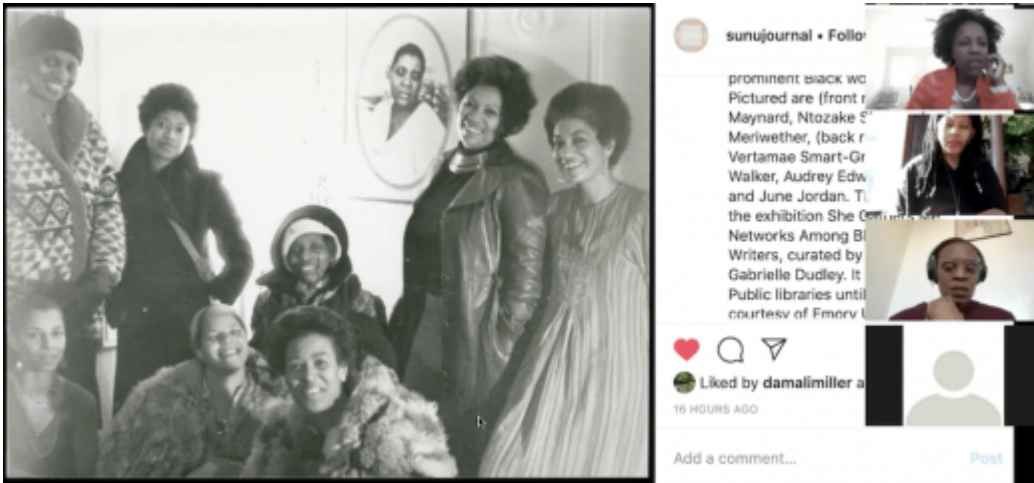 sunujournal • Follo
prominent Black wo
Pictured are (front r
Maynard, Ntozake S
Meriwether, (back r
Vertamae Smart-Gr
Walker, Audrey Edw
and June Jordan. T
the exhibition She G
Networks Among Bl
Writers, curated by
Gabrielle Dudley. It
Public libraries until
courtesy of Emory U
Liked by damalimiller a
16 HOURS AGO
Add a comment...
Post